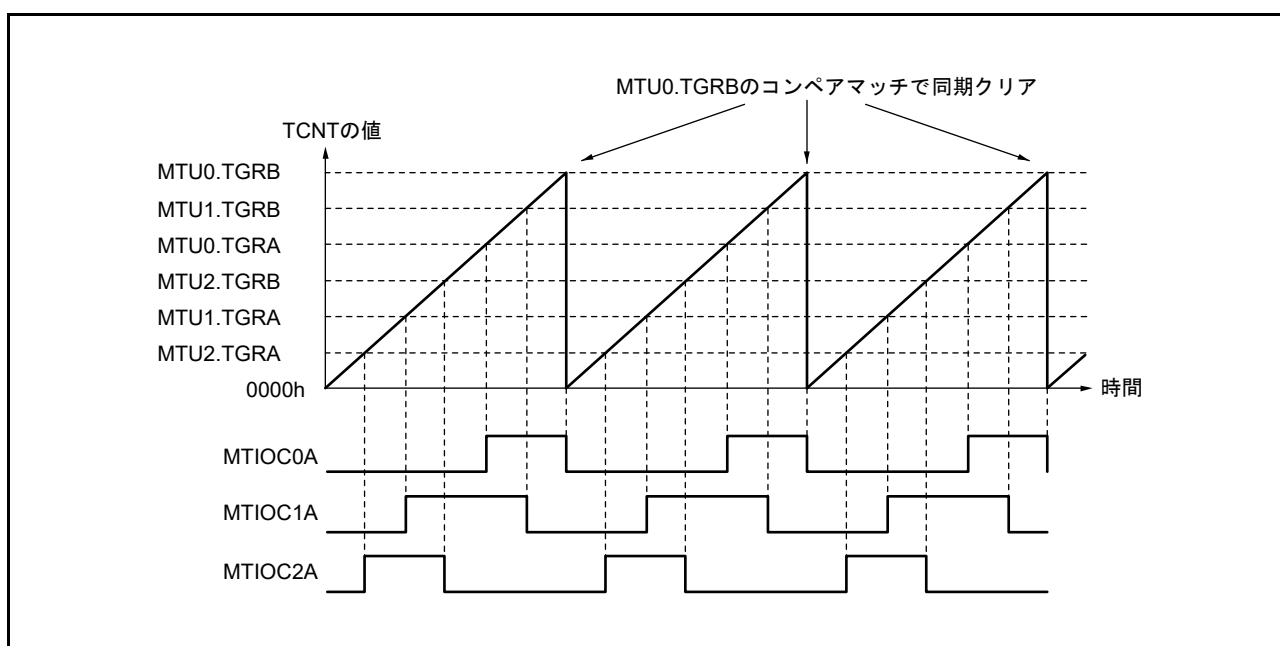 MTU0.TGRBのコンペアマッチで同期クリア
TCNTの値
MTU0.TGRB
MTU1.TGRB
MTU0.TGRA
MTU2.TGRB
MTU1.TGRA
MTU2.TGRA
0000h
時間
MTIOC0A
MTIOC1A
MTIOC2A